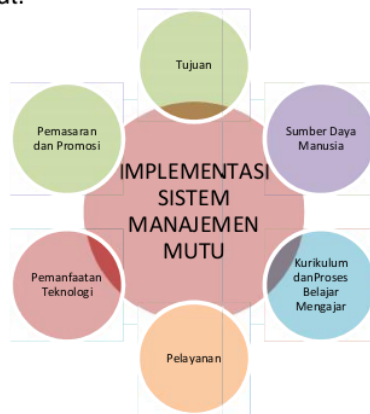 Tujuan
Pemasaran
dan Promosi
Sumber Daya
Manusia
IMPLEMENTASI
SISTEM
MANAJEMEN
MUTU
Pemanfaatan
Teknologi
Kurikulum
danProses
Belajar
Mengajar
Pelayanan